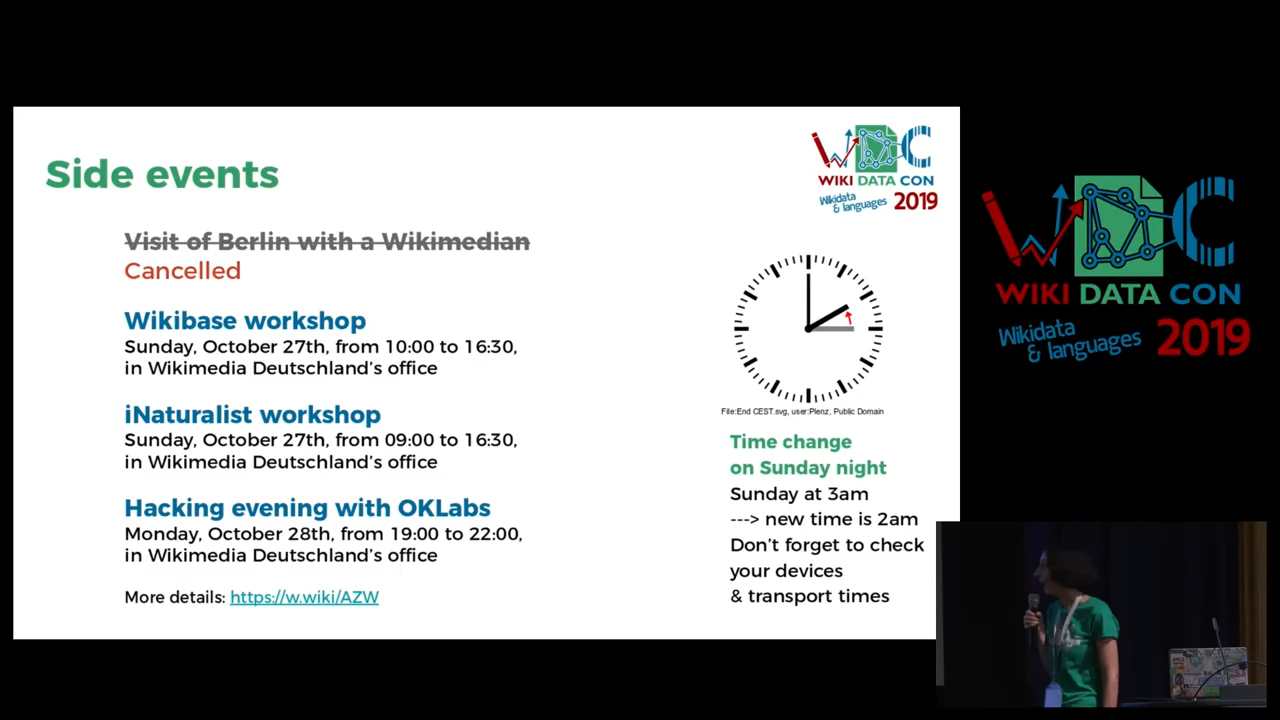 Side events
WIKI DATA CON
Wikidata
& languages 2019
Visit of Berlin with a Wikimedian
Cancelled
Wikibase workshop
Sunday, October 27th, from 10:00 to 16:30,
in Wikimedia Deutschland's office
iNaturalist workshop
Sunday, October 27th, from 09:00 to 16:30,
in Wikimedia Deutschland's office
Hacking evening with OKLabs
Monday, October 28th, from 19:00 to 22:00,
in Wikimedia Deutschland's office
More details: https://w.wiki/AZW
File:End CEST.svg, user:Plenz, Public Domain
Time change
on Sunday night
Sunday at 3am
---> new time is 2am
Don't forget to check
your devices
& transport times
WDC
WIKI DATA CON
Wikidata
& languages 2019